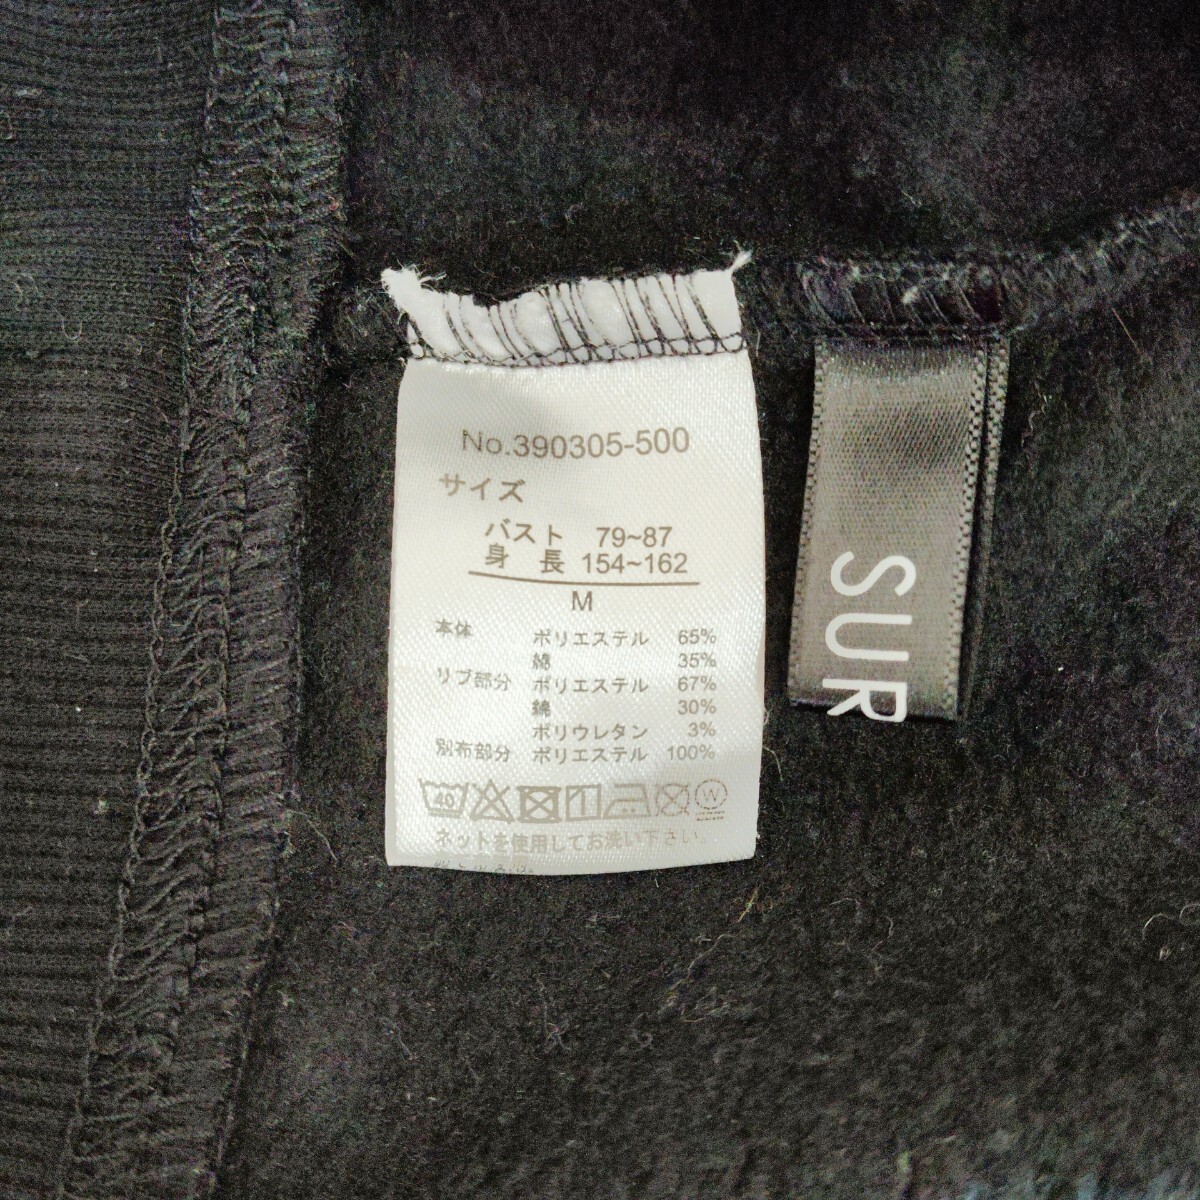 No.390305-500
サイズ
バスト 79~87
身長 154~162
M
本体 ポリエステル 65%
綿 35%
リブ部分 ポリエステル 67%
綿 30%
ポリウレタン 3%
別布部分 ポリエステル 100%
40 W
ネットを使用してお洗い下さい。
SUR